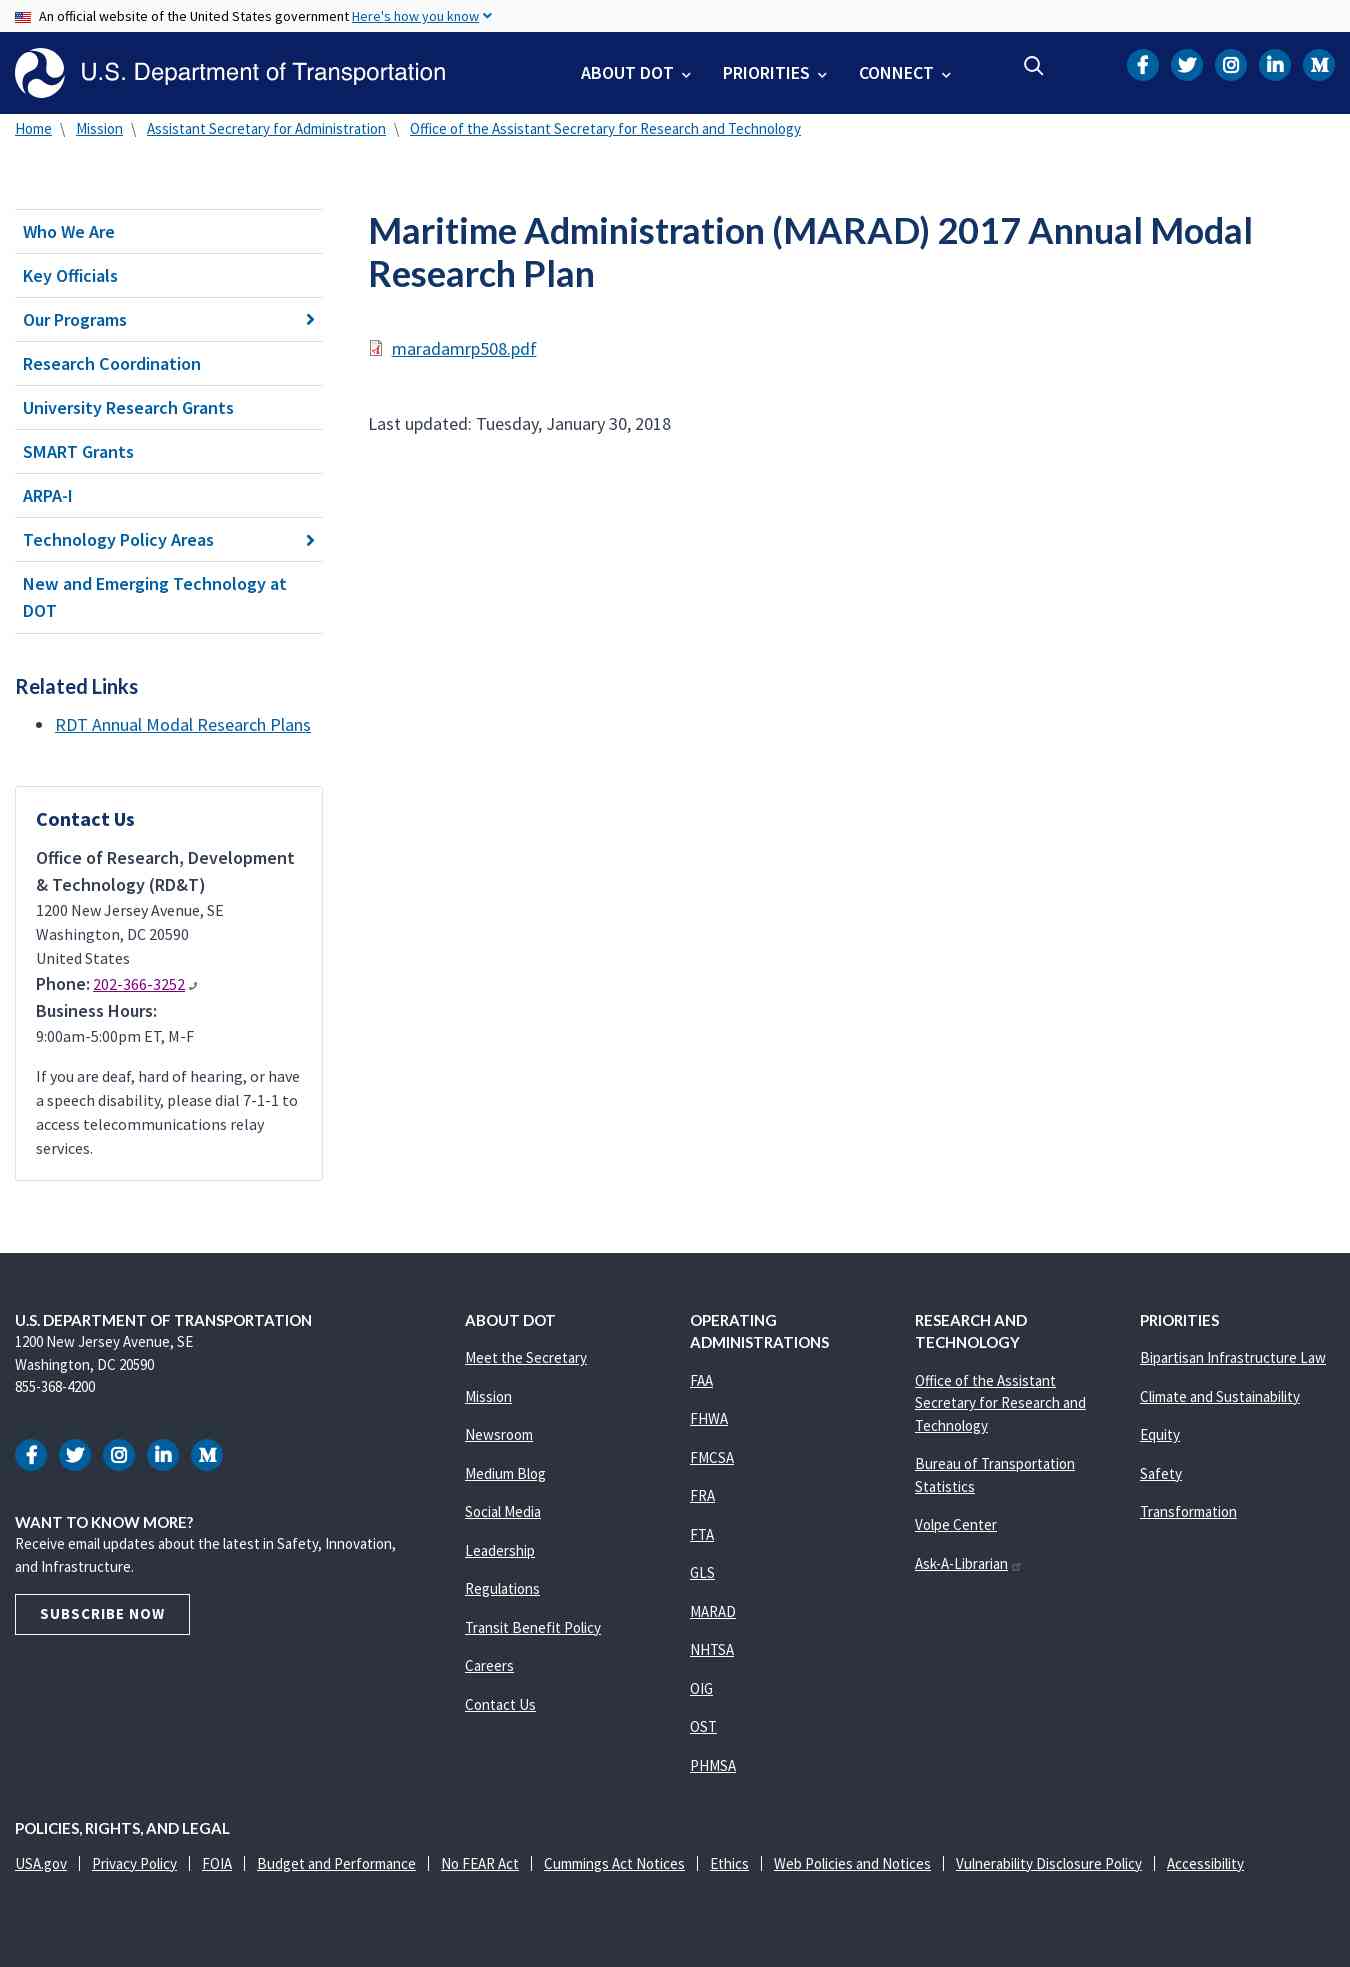 An official website of the United States government Here's how you know
U.S. Department of Transportation
ABOUT DOT
PRIORITIES
CONNECT
Home \ Mission \ Assistant Secretary for Administration \ Office of the Assistant Secretary for Research and Technology
Who We Are
Key Officials
Our Programs
Research Coordination
University Research Grants
SMART Grants
ARPA-I
Technology Policy Areas
New and Emerging Technology at
DOT
Related Links
RDT Annual Modal Research Plans
Contact Us
Office of Research, Development
& Technology (RD&T)
1200 New Jersey Avenue, SE
Washington, DC 20590
United States
Phone: 202-366-3252
Business Hours:
9:00am-5:00pm ET, M-F
If you are deaf, hard of hearing, or have
a speech disability, please dial 7-1-1 to
access telecommunications relay
services.
Maritime Administration (MARAD) 2017 Annual Modal
Research Plan
maradamrp508.pdf
Last updated: Tuesday, January 30, 2018
U.S. DEPARTMENT OF TRANSPORTATION
1200 New Jersey Avenue, SE
Washington, DC 20590
855-368-4200
WANT TO KNOW MORE?
Receive email updates about the latest in Safety, Innovation,
and Infrastructure.
SUBSCRIBE NOW
ABOUT DOT
Meet the Secretary
Mission
Newsroom
Medium Blog
Social Media
Leadership
Regulations
Transit Benefit Policy
Careers
Contact Us
OPERATING
ADMINISTRATIONS
FAA
FHWA
FMCSA
FRA
FTA
GLS
MARAD
NHTSA
OIG
OST
PHMSA
RESEARCH AND
TECHNOLOGY
Office of the Assistant
Secretary for Research and
Technology
Bureau of Transportation
Statistics
Volpe Center
Ask-A-Librarian
PRIORITIES
Bipartisan Infrastructure Law
Climate and Sustainability
Equity
Safety
Transformation
POLICIES, RIGHTS, AND LEGAL
USA.gov | Privacy Policy | FOIA | Budget and Performance | No FEAR Act | Cummings Act Notices | Ethics | Web Policies and Notices | Vulnerability Disclosure Policy | Accessibility